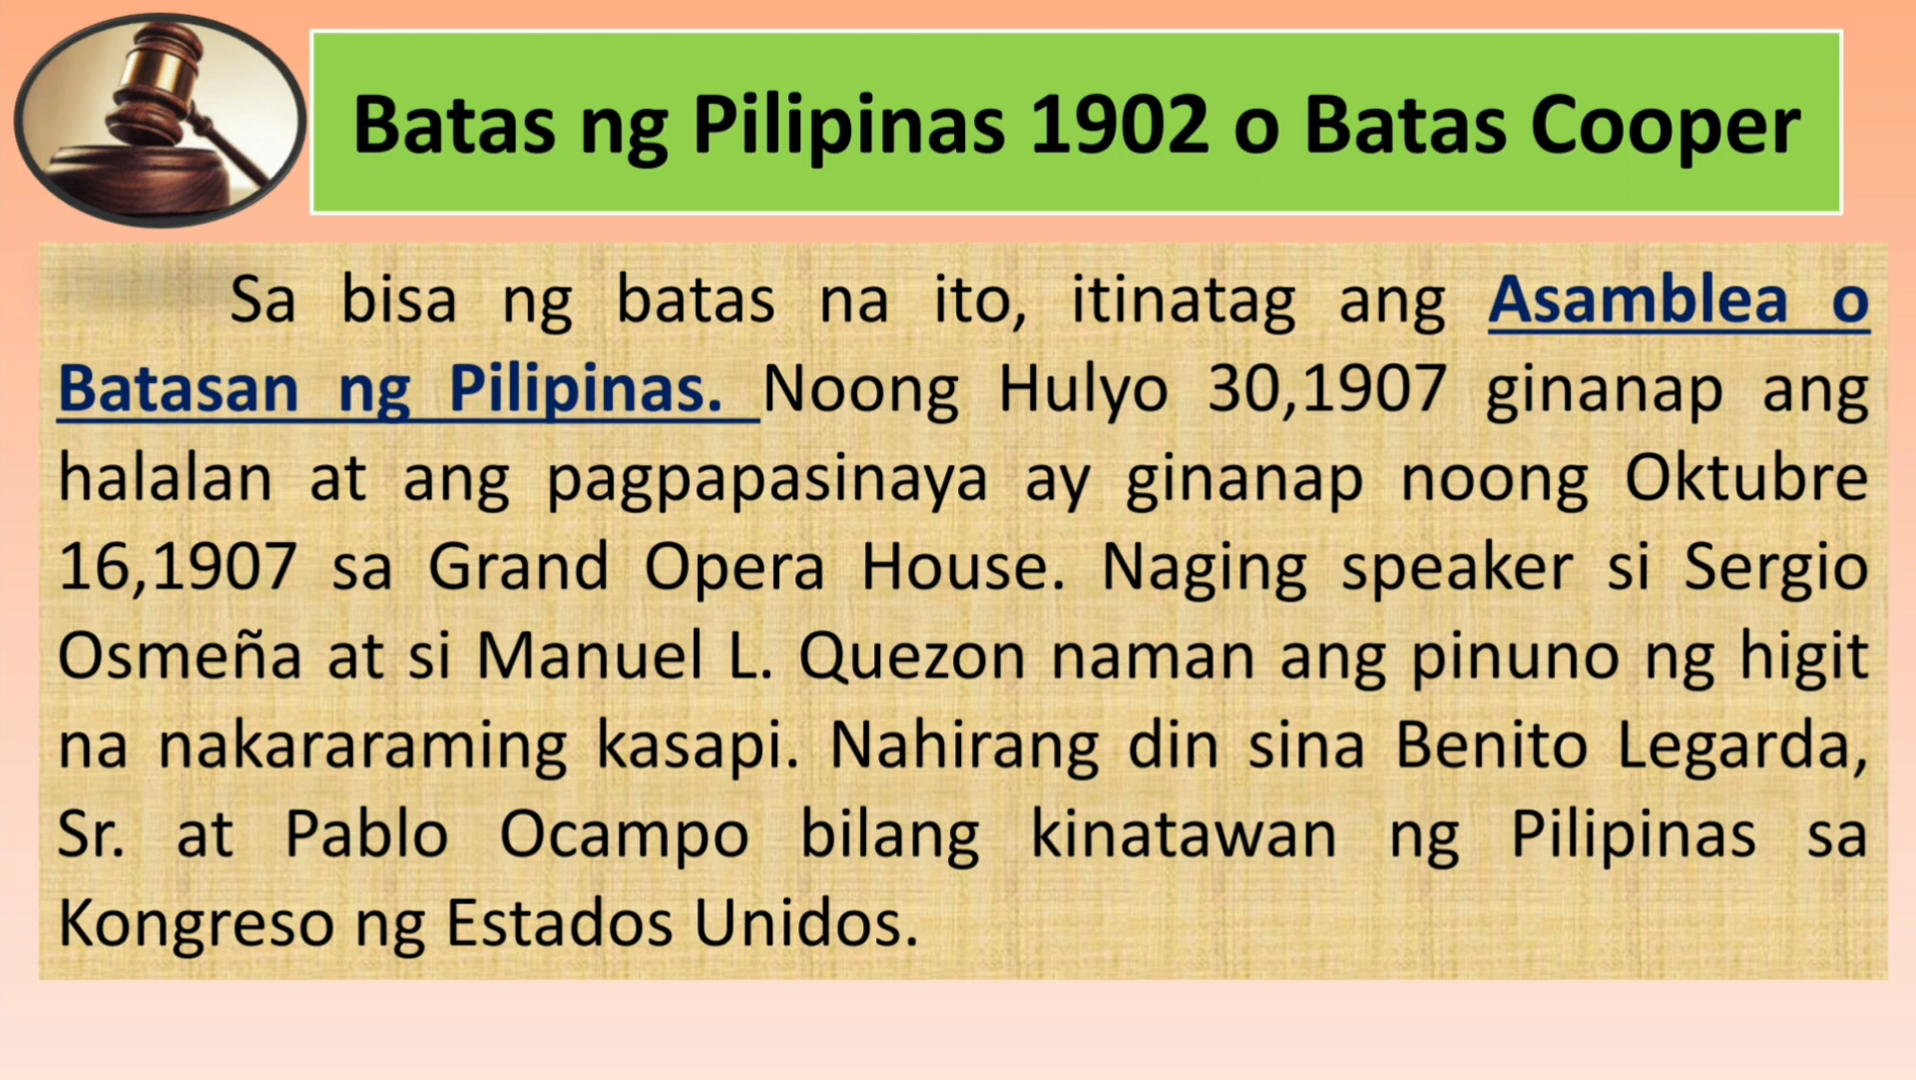 Batas ng Pilipinas 1902 o Batas Cooper
Sa bisa ng batas na ito, itinatag ang Asamblea o
Batasan ng Pilipinas. Noong Hulyo 30,1907 ginanap ang
halalan at ang pagpapasinaya ay ginanap noong Oktubre
16,1907 sa Grand Opera House. Naging speaker si Sergio
Osmeña at si Manuel L. Quezon naman ang pinuno ng higit
na nakararaming kasapi. Nahirang din sina Benito Legarda,
Sr. at Pablo Ocampo bilang kinatawan ng Pilipinas sa
Kongreso ng Estados Unidos.